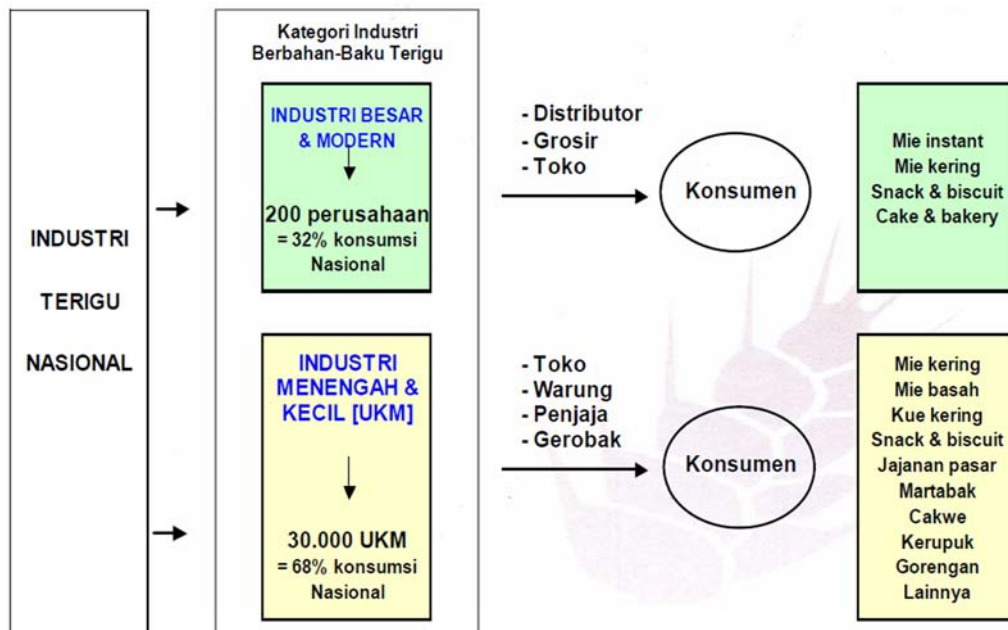 INDUSTRI
TERIGU
NASIONAL
Kategori Industri
Berbahan-Baku Terigu
INDUSTRI BESAR
& MODERN
200 perusahaan
= 32% konsumsi
Nasional
- Distributor
- Grosir
- Toko
Konsumen
Mie instant
Mie kering
Snack & biscuit
Cake & bakery
INDUSTRI
MENENGAH &
KECIL [UKM]
30.000 UKM
= 68% konsumsi
Nasional
- Toko
- Warung
- Penjaja
- Gerobak
Konsumen
Mie kering
Mie basah
Kue kering
Snack & biscuit
Jajanan pasar
Martabak
Cakwe
Kerupuk
Gorengan
Lainnya